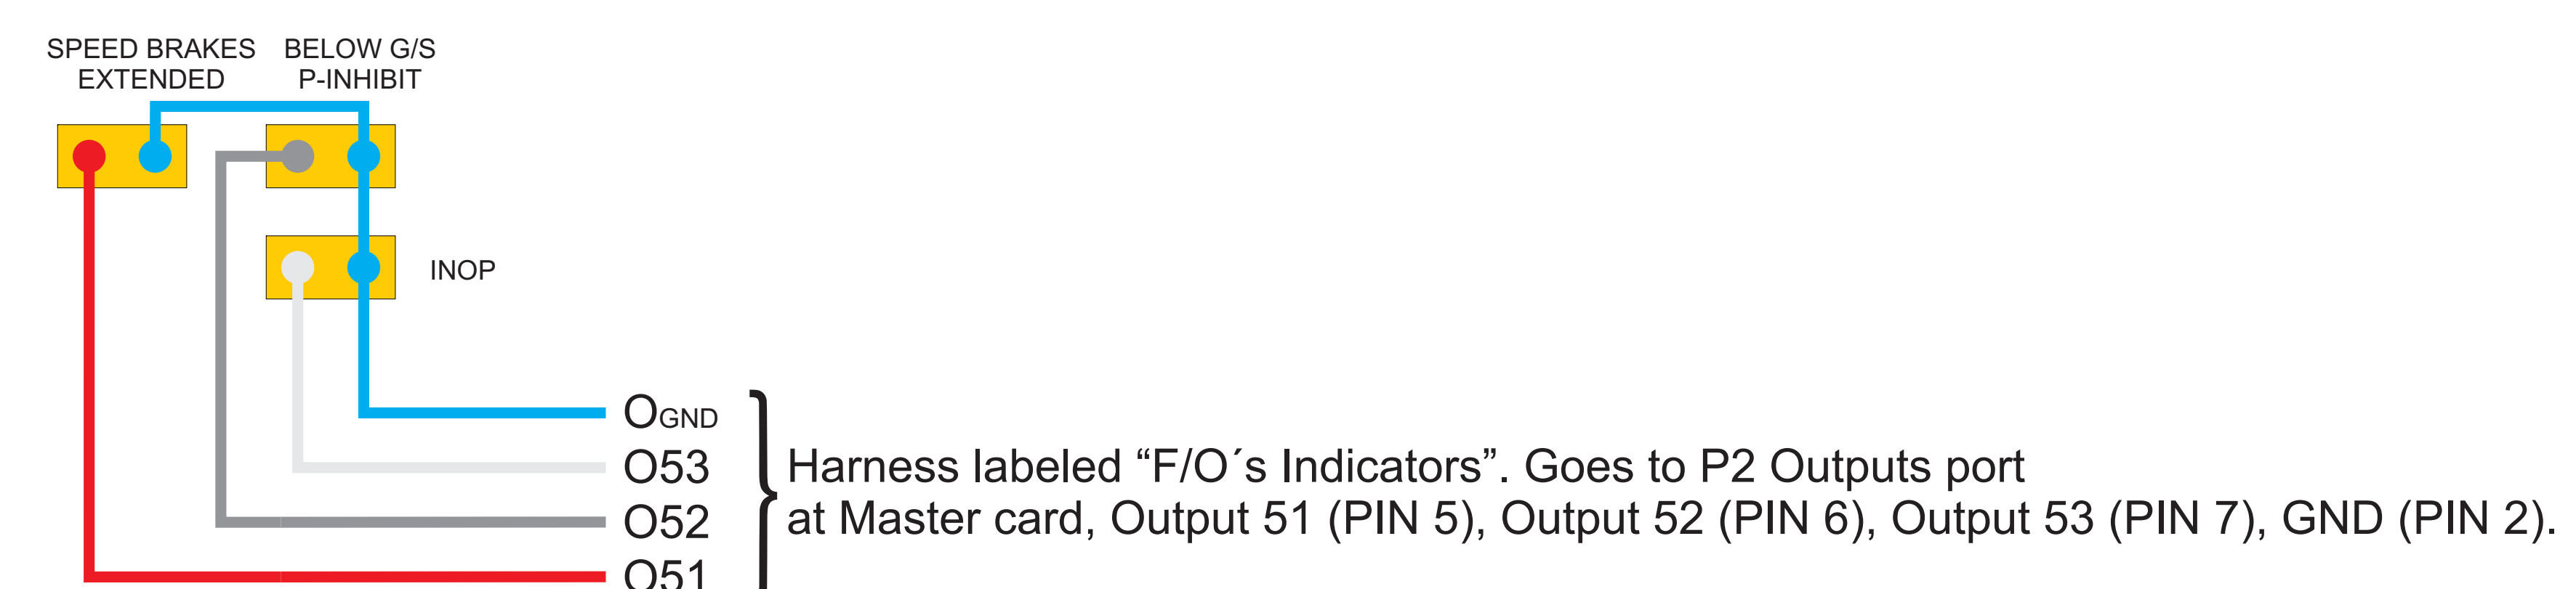 SPEED BRAKES
EXTENDED
BELOW G/S
P-INHIBIT
INOP
OGND
O53
O52
O51
Harness labeled “F/O´s Indicators”. Goes to P2 Outputs port
at Master card, Output 51 (PIN 5), Output 52 (PIN 6), Output 53 (PIN 7), GND (PIN 2).